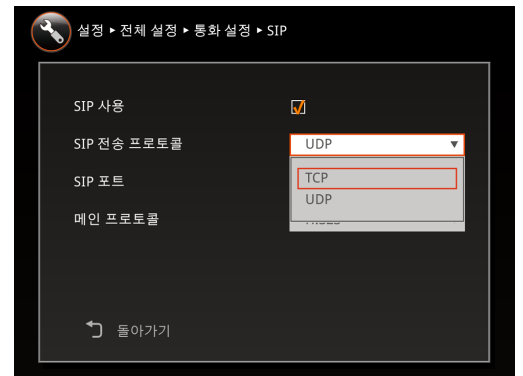 설정 ▸ 전체 설정 ▸ 통화 설정 ▸ SIP
SIP 사용
SIP 전송 프로토콜 UDP ▼
TCP
SIP 포트
UDP
메인 프로토콜
돌아가기